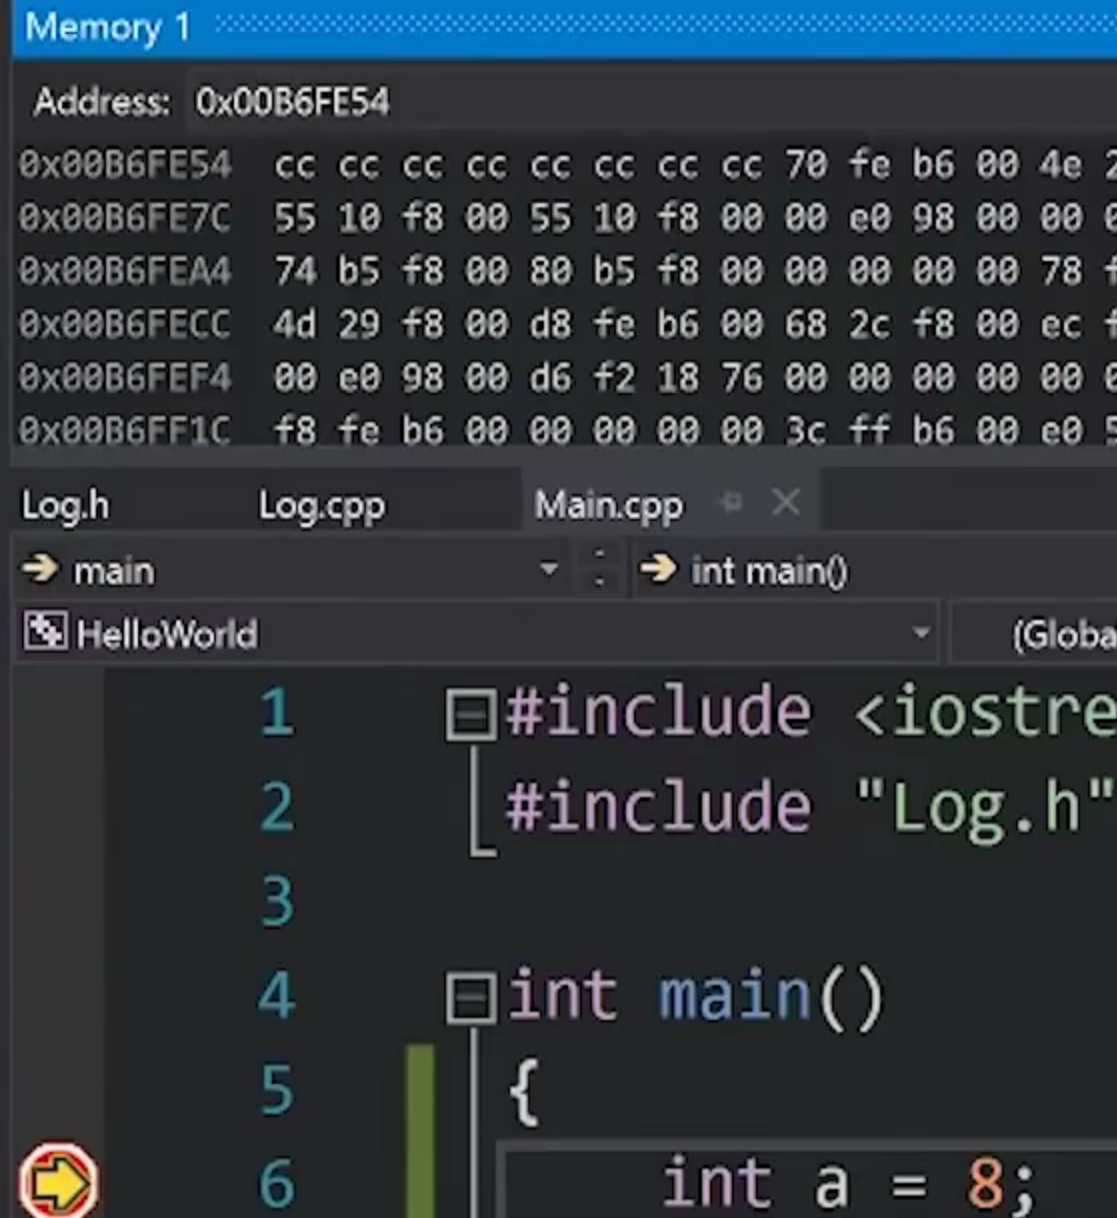 Memory 1
Address: 0x00B6FE54
0x00B6FE54 cc cc cc cc cc cc cc cc 70 fe b6 00 4e
0x00B6FE7C 55 10 f8 00 55 10 f8 00 00 e0 98 00 00
0x00B6FEA4 74 b5 f8 00 80 b5 f8 00 00 00 00 00 78
0x00B6FECC 4d 29 f8 00 d8 fe b6 00 68 2c f8 00 ec
0x00B6FEF4 00 e0 98 00 d6 f2 18 76 00 00 00 00 00
0x00B6FF1C f8 fe b6 00 00 00 00 00 3c ff b6 00 e0
Log.h Log.cpp Main.cpp
main int main()
HelloWorld (Globa
1 #include <iostre
2 #include "Log.h"
3
4 int main()
5 {
6 int a = 8;